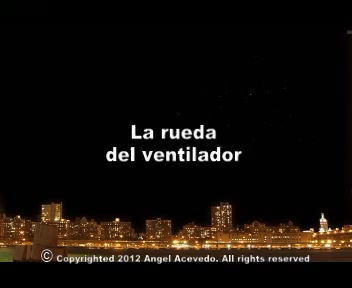 La rueda
del ventilador
© Copyrighted 2012 Angel Acevedo. All rights reserved